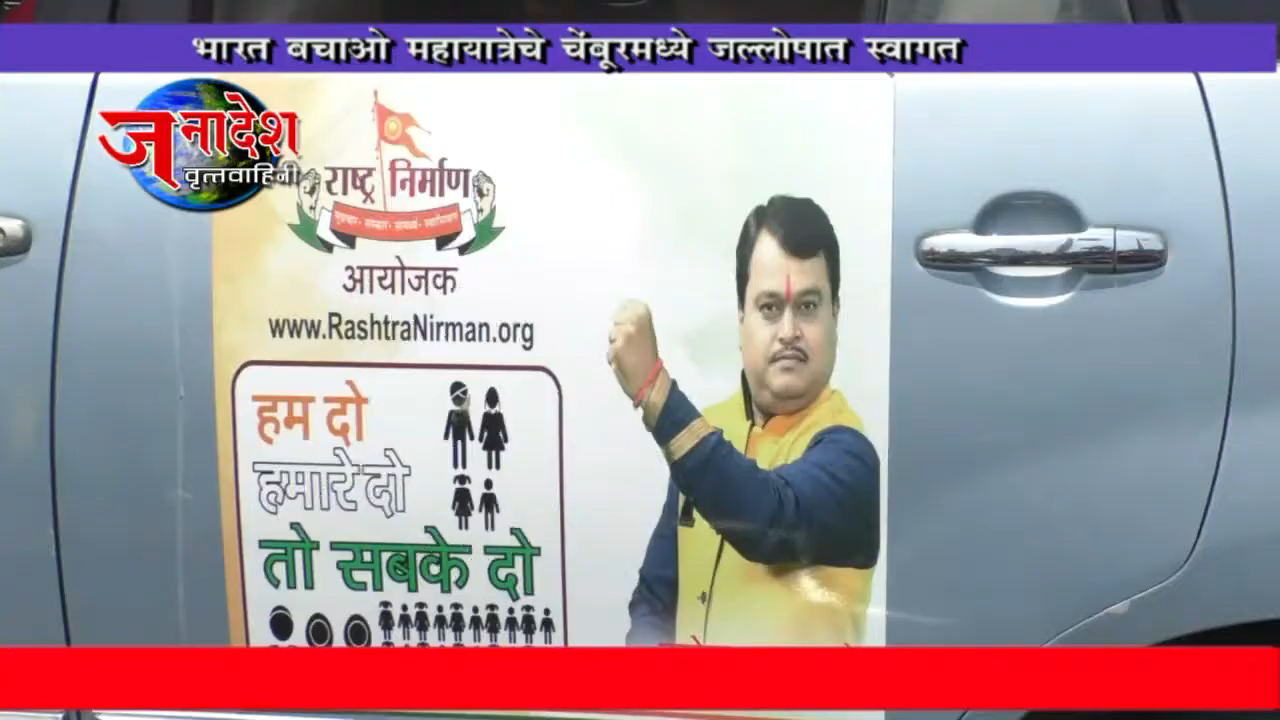 भारत बचाओ महायात्रेचे चेंबूरमध्ये जल्लोषात स्वागत
जनादेश
वृत्तवाहिनी
राष्ट्र निर्माण
आयोजक
www.RashtraNirman.org
हम दो
हमारे दो
तो सबके दो